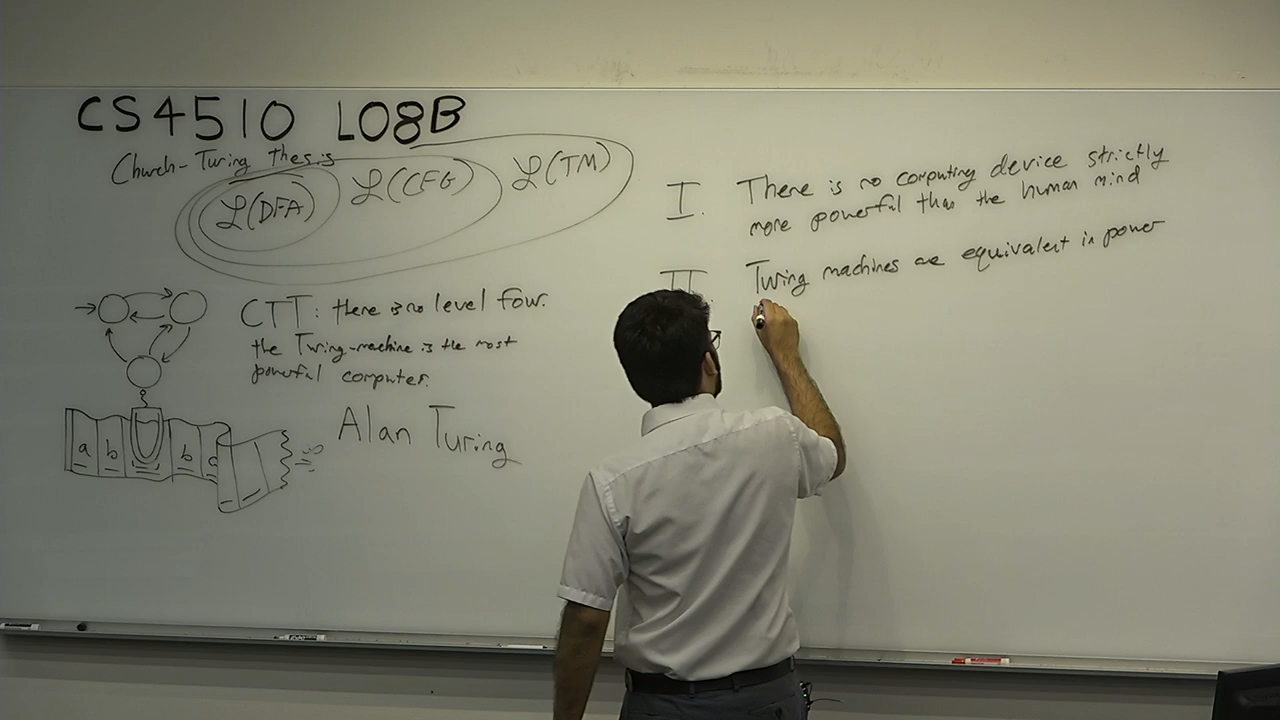 CS4510 L08B
Church-Turing thesis
L(DFA) L(CFG) L(TM)
CTT: there is no level four.
the Turing-machine is the most
powerful computer.
a b b
Alan Turing
I. There is no computing device strictly
more powerful than the human mind
II. Turing machines are equivalent in power